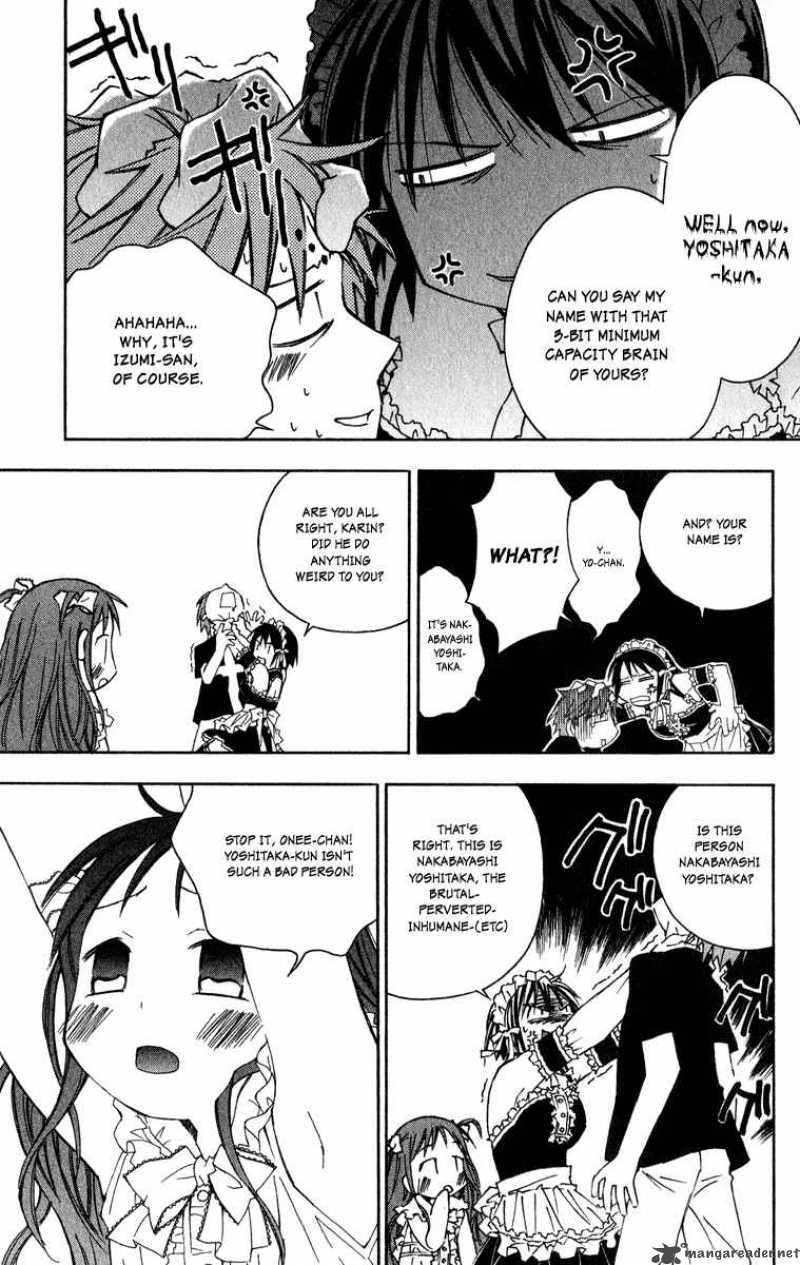 WELL NOW,
YOSHITAKA
-KUN,
CAN YOU SAY MY
NAME WITH THAT
3-BIT MINIMUM
CAPACITY BRAIN
OF YOURS?
AHAHAHA...
WHY, IT'S
IZUMI-SAN,
OF COURSE.
AND? YOUR
NAME IS?
Y...
YO-CHAN.
WHAT?!
IT'S NAK-
ABAYASHI
YOSHI-
TAKA.
ARE YOU ALL
RIGHT, KARIN?
DID HE DO
ANYTHING
WEIRD TO YOU?
IS THIS
PERSON
NAKABAYASHI
YOSHITAKA?
THAT'S
RIGHT. THIS IS
NAKABAYASHI
YOSHITAKA, THE
BRUTAL-
PERVERTED-
INHUMANE-(ETC)
STOP IT, ONEE-CHAN!
YOSHITAKA-KUN ISN'T
SUCH A BAD PERSON!
mangareader.net